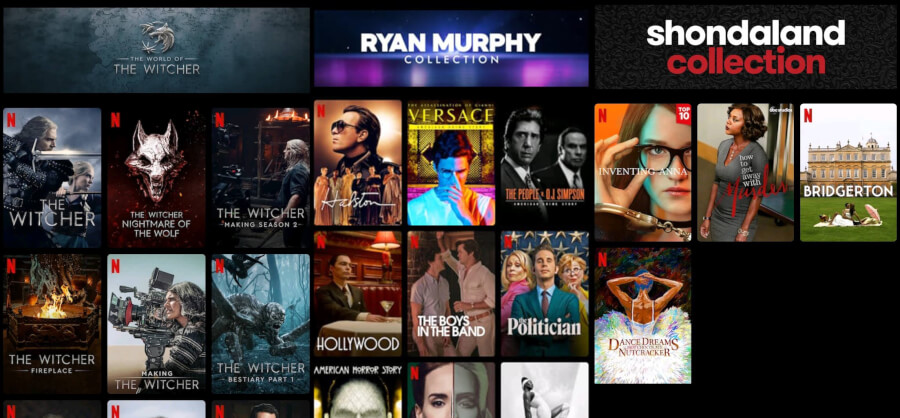 THE WORLD OF
THE WITCHER
RYAN MURPHY
COLLECTION
shondaland
collection
N
THE
WITCHER
N
THE WITCHER
NIGHTMARE OF
THE WOLF
N
THE WITCHER
MAKING SEASON 2
N
Halston
THE ASSASSINATION OF GIANNI
VERSACE
AMERICAN CRIME STORY
THE PEOPLE v. O.J. SIMPSON
AMERICAN CRIME STORY
N
TOP
10
INVENTING ANNA
how
to
get
away
with
Murder
N
BRIDGERTON
N
THE WITCHER
FIREPLACE
N
MAKING
THE WITCHER
N
THE WITCHER
BESTIARY PART 1
N
HOLLYWOOD
N
THE BOYS
IN THE BAND
N
the
Politician
N
DANCE DREAMS
HOT CHOCOLATE
NUTCRACKER
N
N
N
AMERICAN HORROR STORY
N